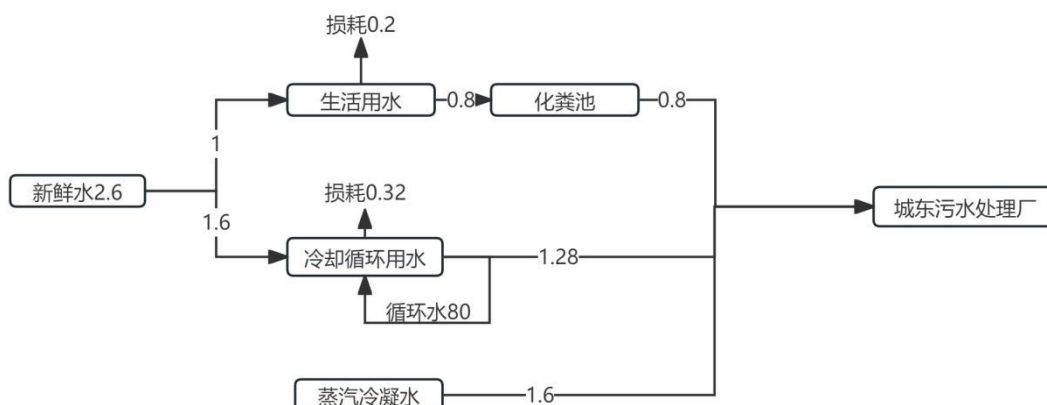 损耗0.2
生活用水
0.8
化粪池
0.8
1
新鲜水2.6
损耗0.32
城东污水处理厂
1.6
冷却循环用水
1.28
循环水80
蒸汽冷凝水
1.6